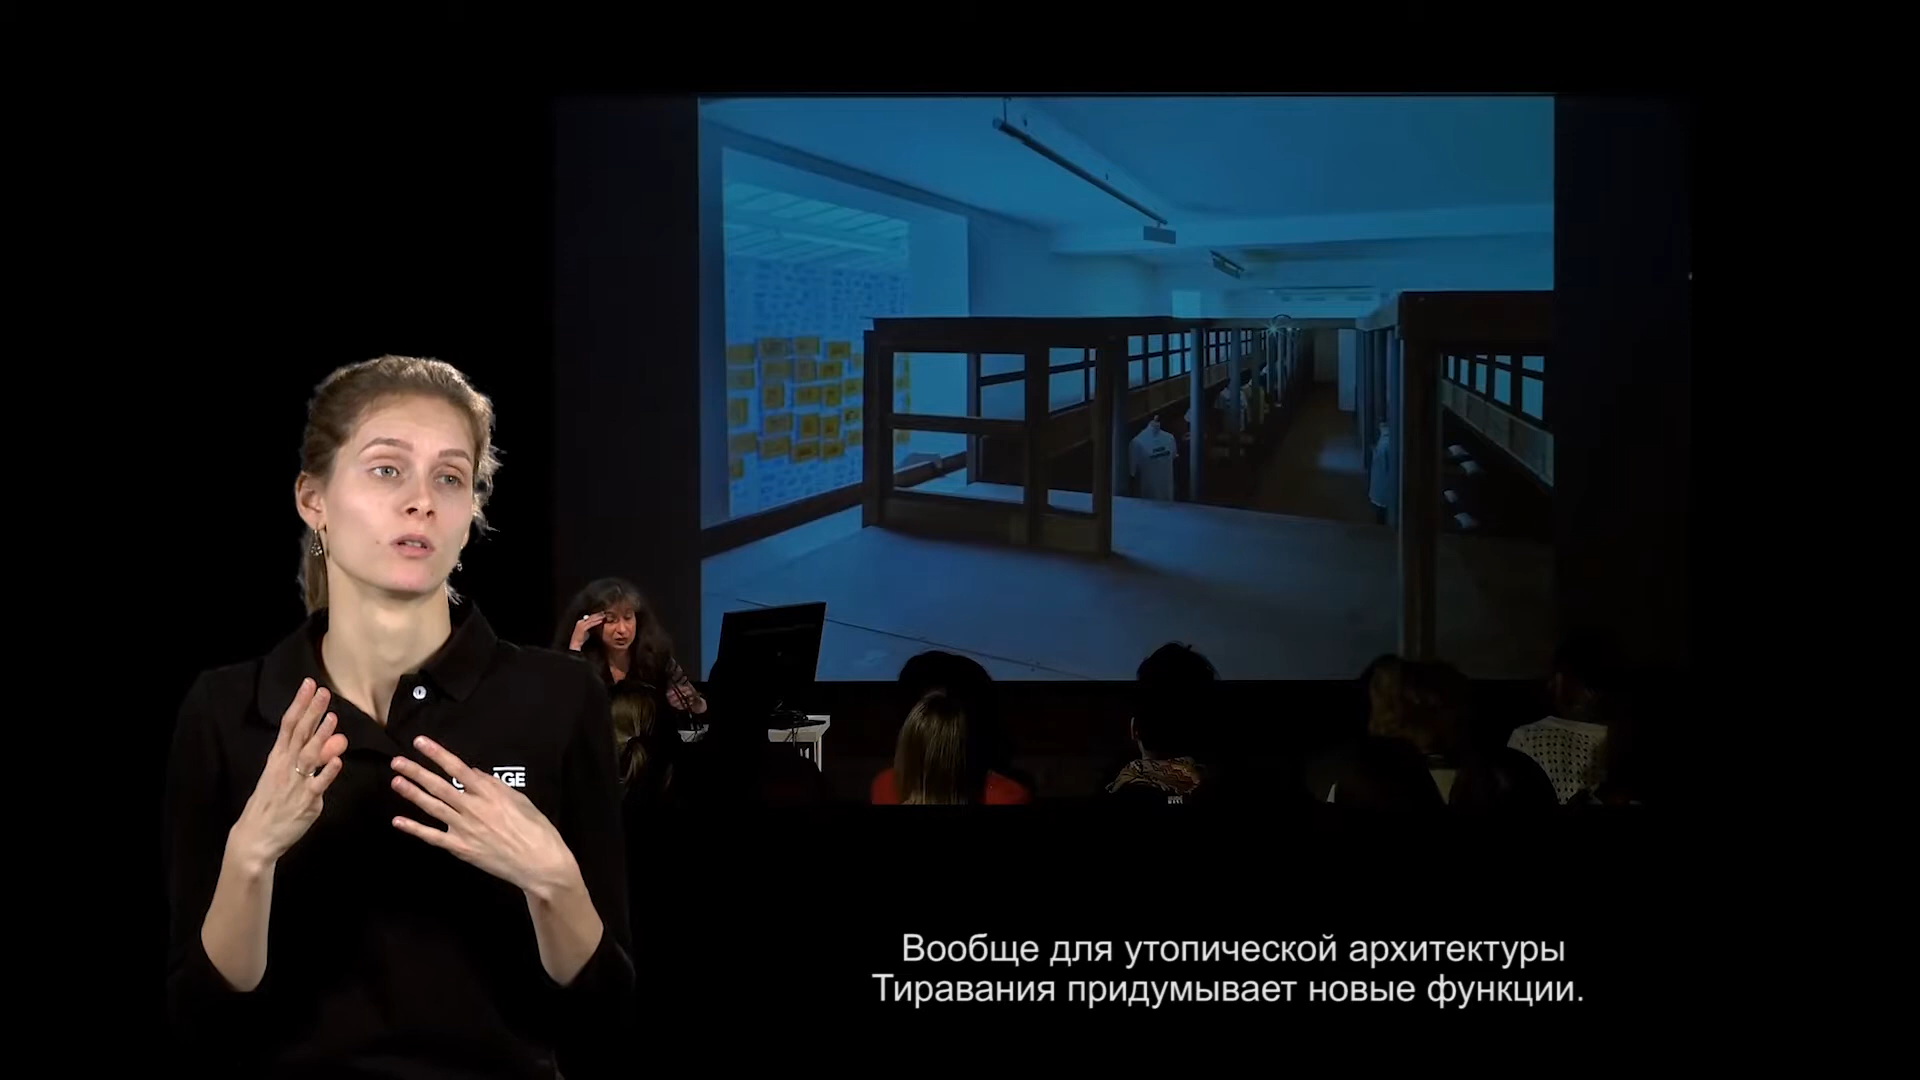 Вообще для утопической архитектуры
Тиравания придумывает новые функции.